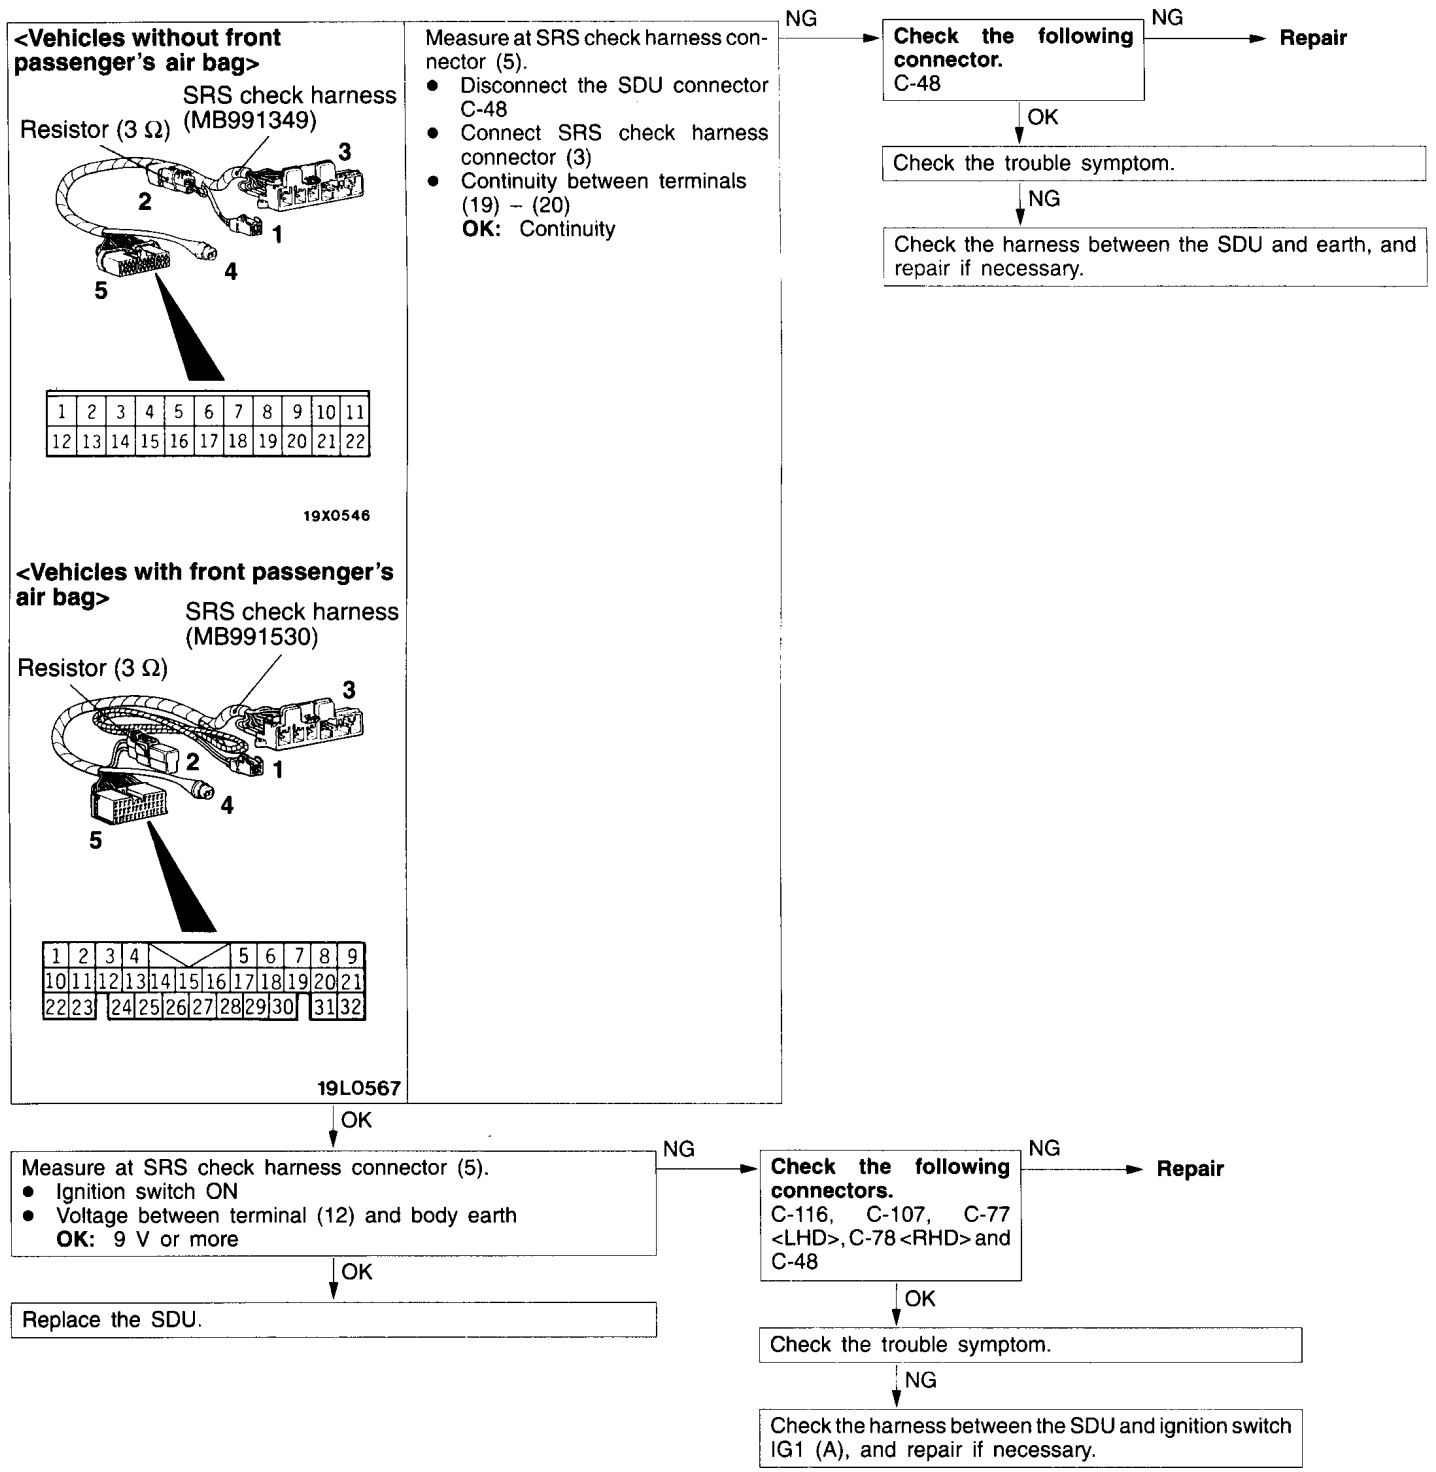 <Vehicles without front
passenger's air bag>
SRS check harness
(MB991349)
Resistor (3 Ω)
3
2
1
4
5
1 2 3 4 5 6 7 8 9 10 11
12 13 14 15 16 17 18 19 20 21 22
19X0546
<Vehicles with front passenger's
air bag>
SRS check harness
(MB991530)
Resistor (3 Ω)
3
2
1
4
5
1 2 3 4 5 6 7 8 9
10 11 12 13 14 15 16 17 18 19 20 21
22 23 24 25 26 27 28 29 30 31 32
19L0567
Measure at SRS check harness con-
nector (5).
● Disconnect the SDU connector
C-48
● Connect SRS check harness
connector (3)
● Continuity between terminals
(19) – (20)
OK: Continuity
NG
Check the following
connector.
C-48
NG
Repair
OK
Check the trouble symptom.
NG
Check the harness between the SDU and earth, and
repair if necessary.
OK
Measure at SRS check harness connector (5).
● Ignition switch ON
● Voltage between terminal (12) and body earth
OK: 9 V or more
OK
Replace the SDU.
NG
Check the following
connectors.
C-116, C-107, C-77
<LHD>, C-78 <RHD> and
C-48
NG
Repair
OK
Check the trouble symptom.
NG
Check the harness between the SDU and ignition switch
IG1 (A), and repair if necessary.